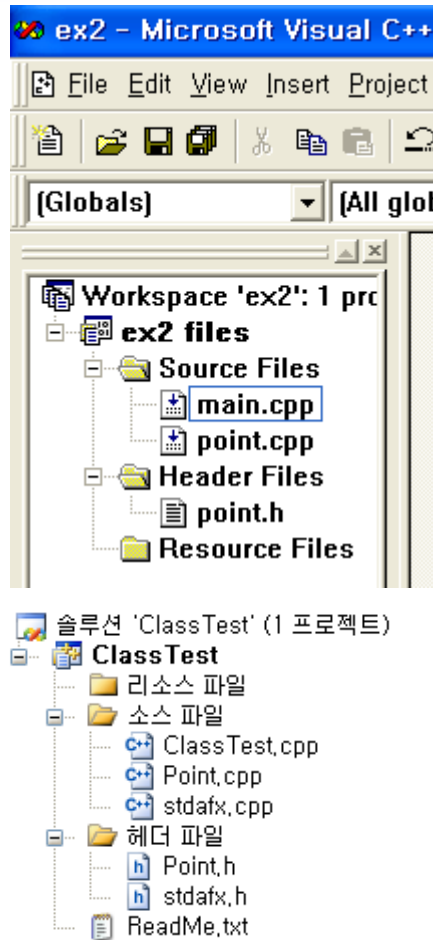 ex2 - Microsoft Visual C++
File Edit View Insert Project
(Globals) (All glo
Workspace 'ex2': 1 pro
ex2 files
Source Files
main.cpp
point.cpp
Header Files
point.h
Resource Files
솔루션 'ClassTest' (1 프로젝트)
ClassTest
리소스 파일
소스 파일
ClassTest.cpp
Point.cpp
stdafx.cpp
헤더 파일
Point.h
stdafx.h
ReadMe.txt